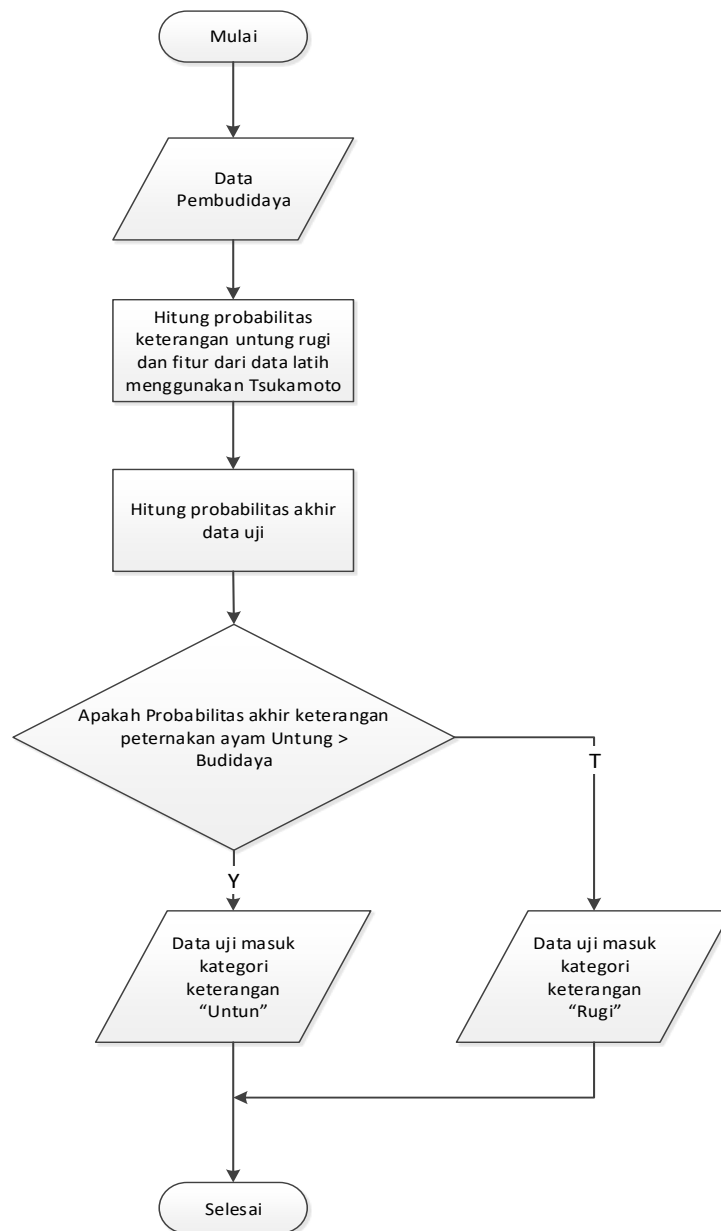 Mulai
Data
Pembudidaya
Hitung probabilitas
keterangan untung rugi
dan fitur dari data latih
menggunakan Tsukamoto
Hitung probabilitas akhir
data uji
Apakah Probabilitas akhir keterangan
peternakan ayam Untung >
Budidaya
T
Y
Data uji masuk
kategori
keterangan
“Untun”
Data uji masuk
kategori
keterangan
“Rugi”
Selesai